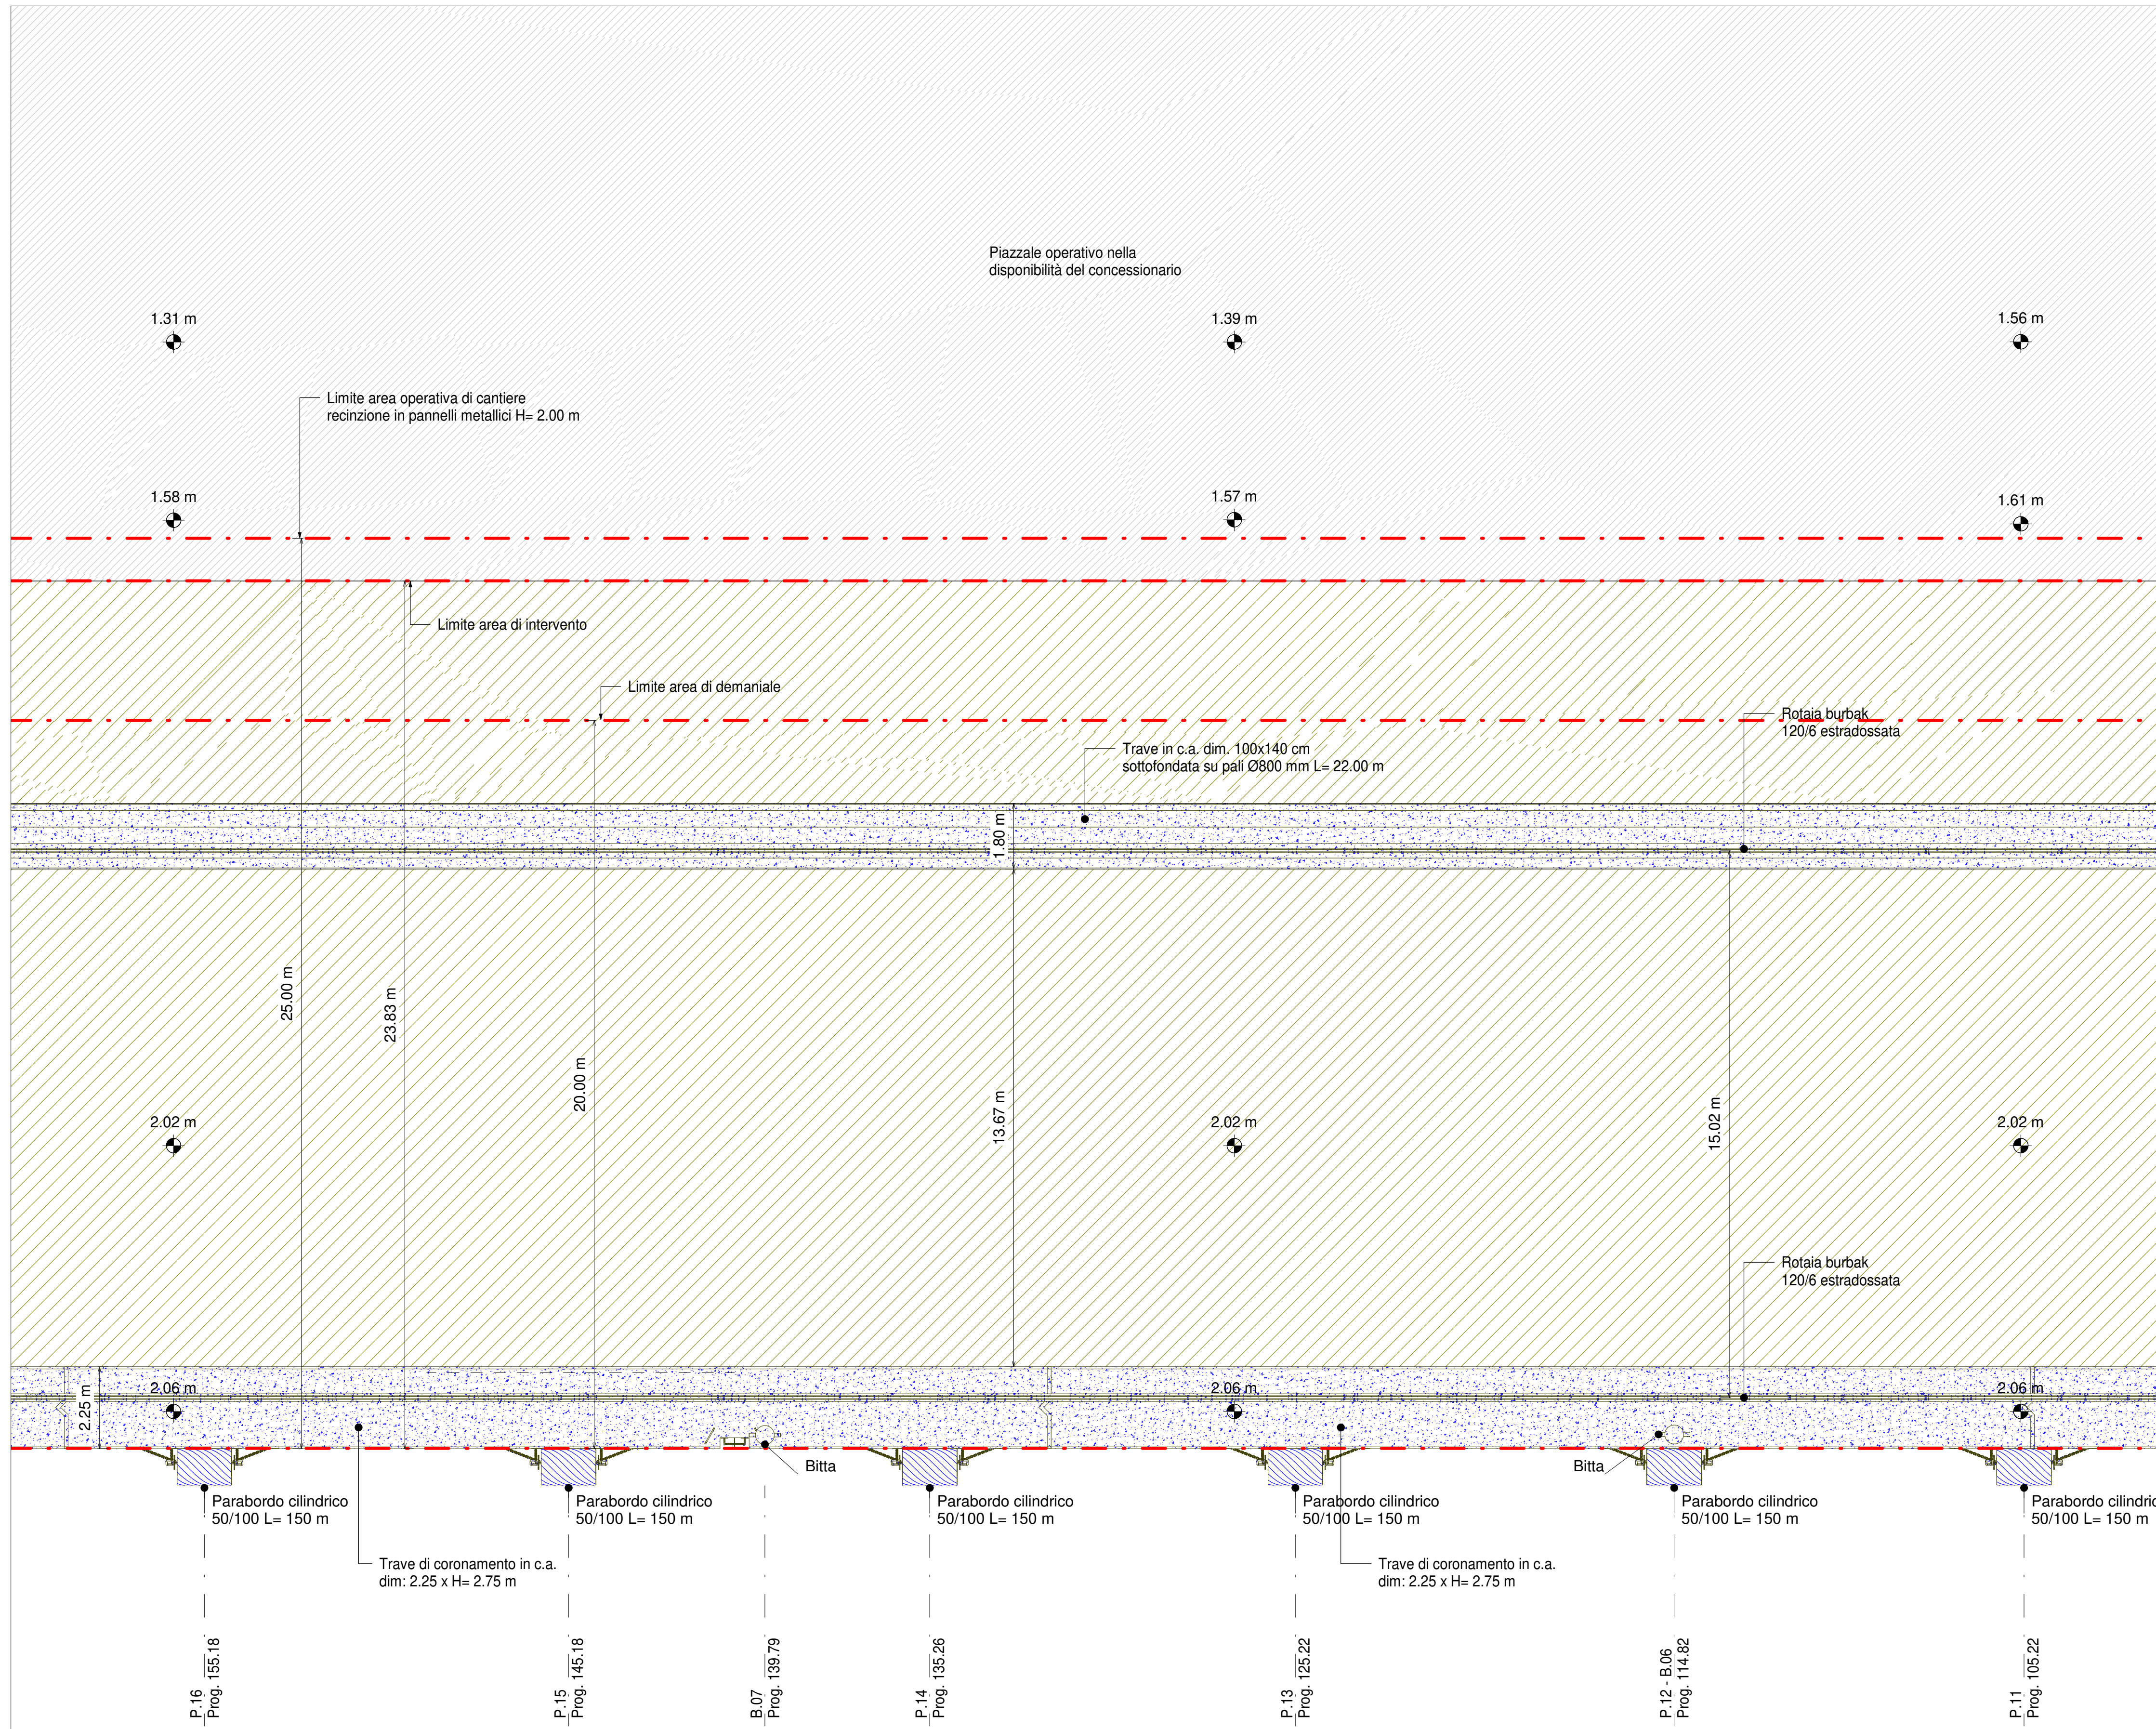 Piazzale operativo nella
disponibilità del concessionario
1.31 m
1.39 m
1.56 m
Limite area operativa di cantiere
recinzione in pannelli metallici H= 2.00 m
1.58 m
1.57 m
1.61 m
Limite area di intervento
Limite area di demaniale
Rotaia burbak
120/6 estradossata
Trave in c.a. dim. 100x140 cm
sottofondata su pali Ø800 mm L= 22.00 m
1.80 m
25.00 m
23.83 m
20.00 m
13.67 m
15.02 m
2.02 m
2.02 m
2.02 m
Rotaia burbak
120/6 estradossata
2.25 m
2.06 m
2.06 m
2.06 m
Bitta
Bitta
Parabordo cilindrico
50/100 L= 150 m
Parabordo cilindrico
50/100 L= 150 m
Parabordo cilindrico
50/100 L= 150 m
Parabordo cilindrico
50/100 L= 150 m
Parabordo cilindrico
50/100 L= 150 m
Parabordo cilindric
50/100 L= 150 m
Trave di coronamento in c.a.
dim: 2.25 x H= 2.75 m
Trave di coronamento in c.a.
dim: 2.25 x H= 2.75 m
P.16
Prog. 155.18
P.15
Prog. 145.18
B.07
Prog. 139.79
P.14
Prog. 135.26
P.13
Prog. 125.22
P.12 - B.06
Prog. 114.82
P.11
Prog. 105.22